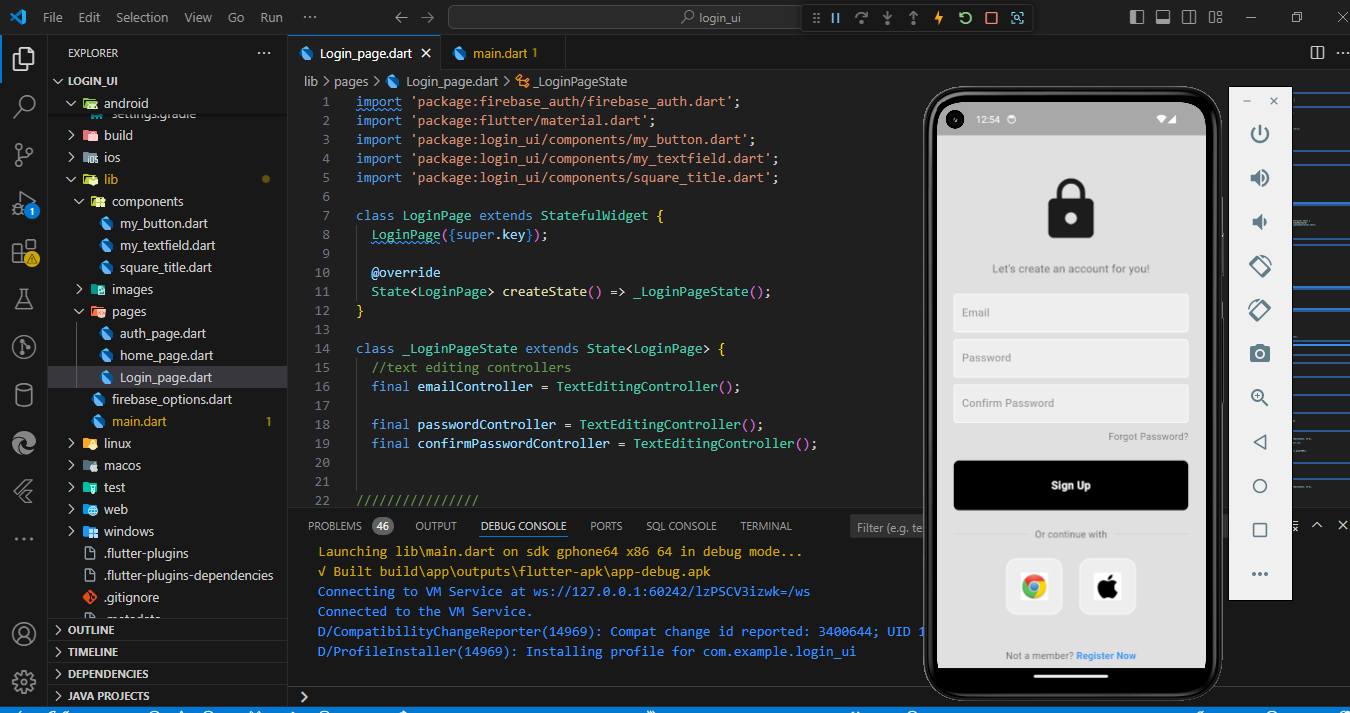 File Edit Selection View Go Run ··· login_ui
EXPLORER ···
LOGIN_UI
android
settings.gradle
build
ios
lib
components
my_button.dart
my_textfield.dart
square_title.dart
images
pages
auth_page.dart
home_page.dart
Login_page.dart
firebase_options.dart
main.dart 1
linux
macos
test
web
windows
.flutter-plugins
.flutter-plugins-dependencies
.gitignore
.metadata
OUTLINE
TIMELINE
DEPENDENCIES
JAVA PROJECTS
1
Login_page.dart main.dart 1
lib > pages > Login_page.dart > _LoginPageState
1 import 'package:firebase_auth/firebase_auth.dart';
2 import 'package:flutter/material.dart';
3 import 'package:login_ui/components/my_button.dart';
4 import 'package:login_ui/components/my_textfield.dart';
5 import 'package:login_ui/components/square_title.dart';
6
7 class LoginPage extends StatefulWidget {
8 LoginPage({super.key});
9
10 @override
11 State<LoginPage> createState() => _LoginPageState();
12 }
13
14 class _LoginPageState extends State<LoginPage> {
15 //text editing controllers
16 final emailController = TextEditingController();
17
18 final passwordController = TextEditingController();
19 final confirmPasswordController = TextEditingController();
20
21
22 ////////////////
PROBLEMS 46 OUTPUT DEBUG CONSOLE PORTS SQL CONSOLE TERMINAL Filter (e.g. te
Launching lib\main.dart on sdk gphone64 x86 64 in debug mode...
√ Built build\app\outputs\flutter-apk\app-debug.apk
Connecting to VM Service at ws://127.0.0.1:60242/lzPSCV3izwk=/ws
Connected to the VM Service.
D/CompatibilityChangeReporter(14969): Compat change id reported: 3400644; UID 1
D/ProfileInstaller(14969): Installing profile for com.example.login_ui
12:54
Let's create an account for you!
Email
Password
Confirm Password
Forgot Password?
Sign Up
Or continue with
Not a member? Register Now